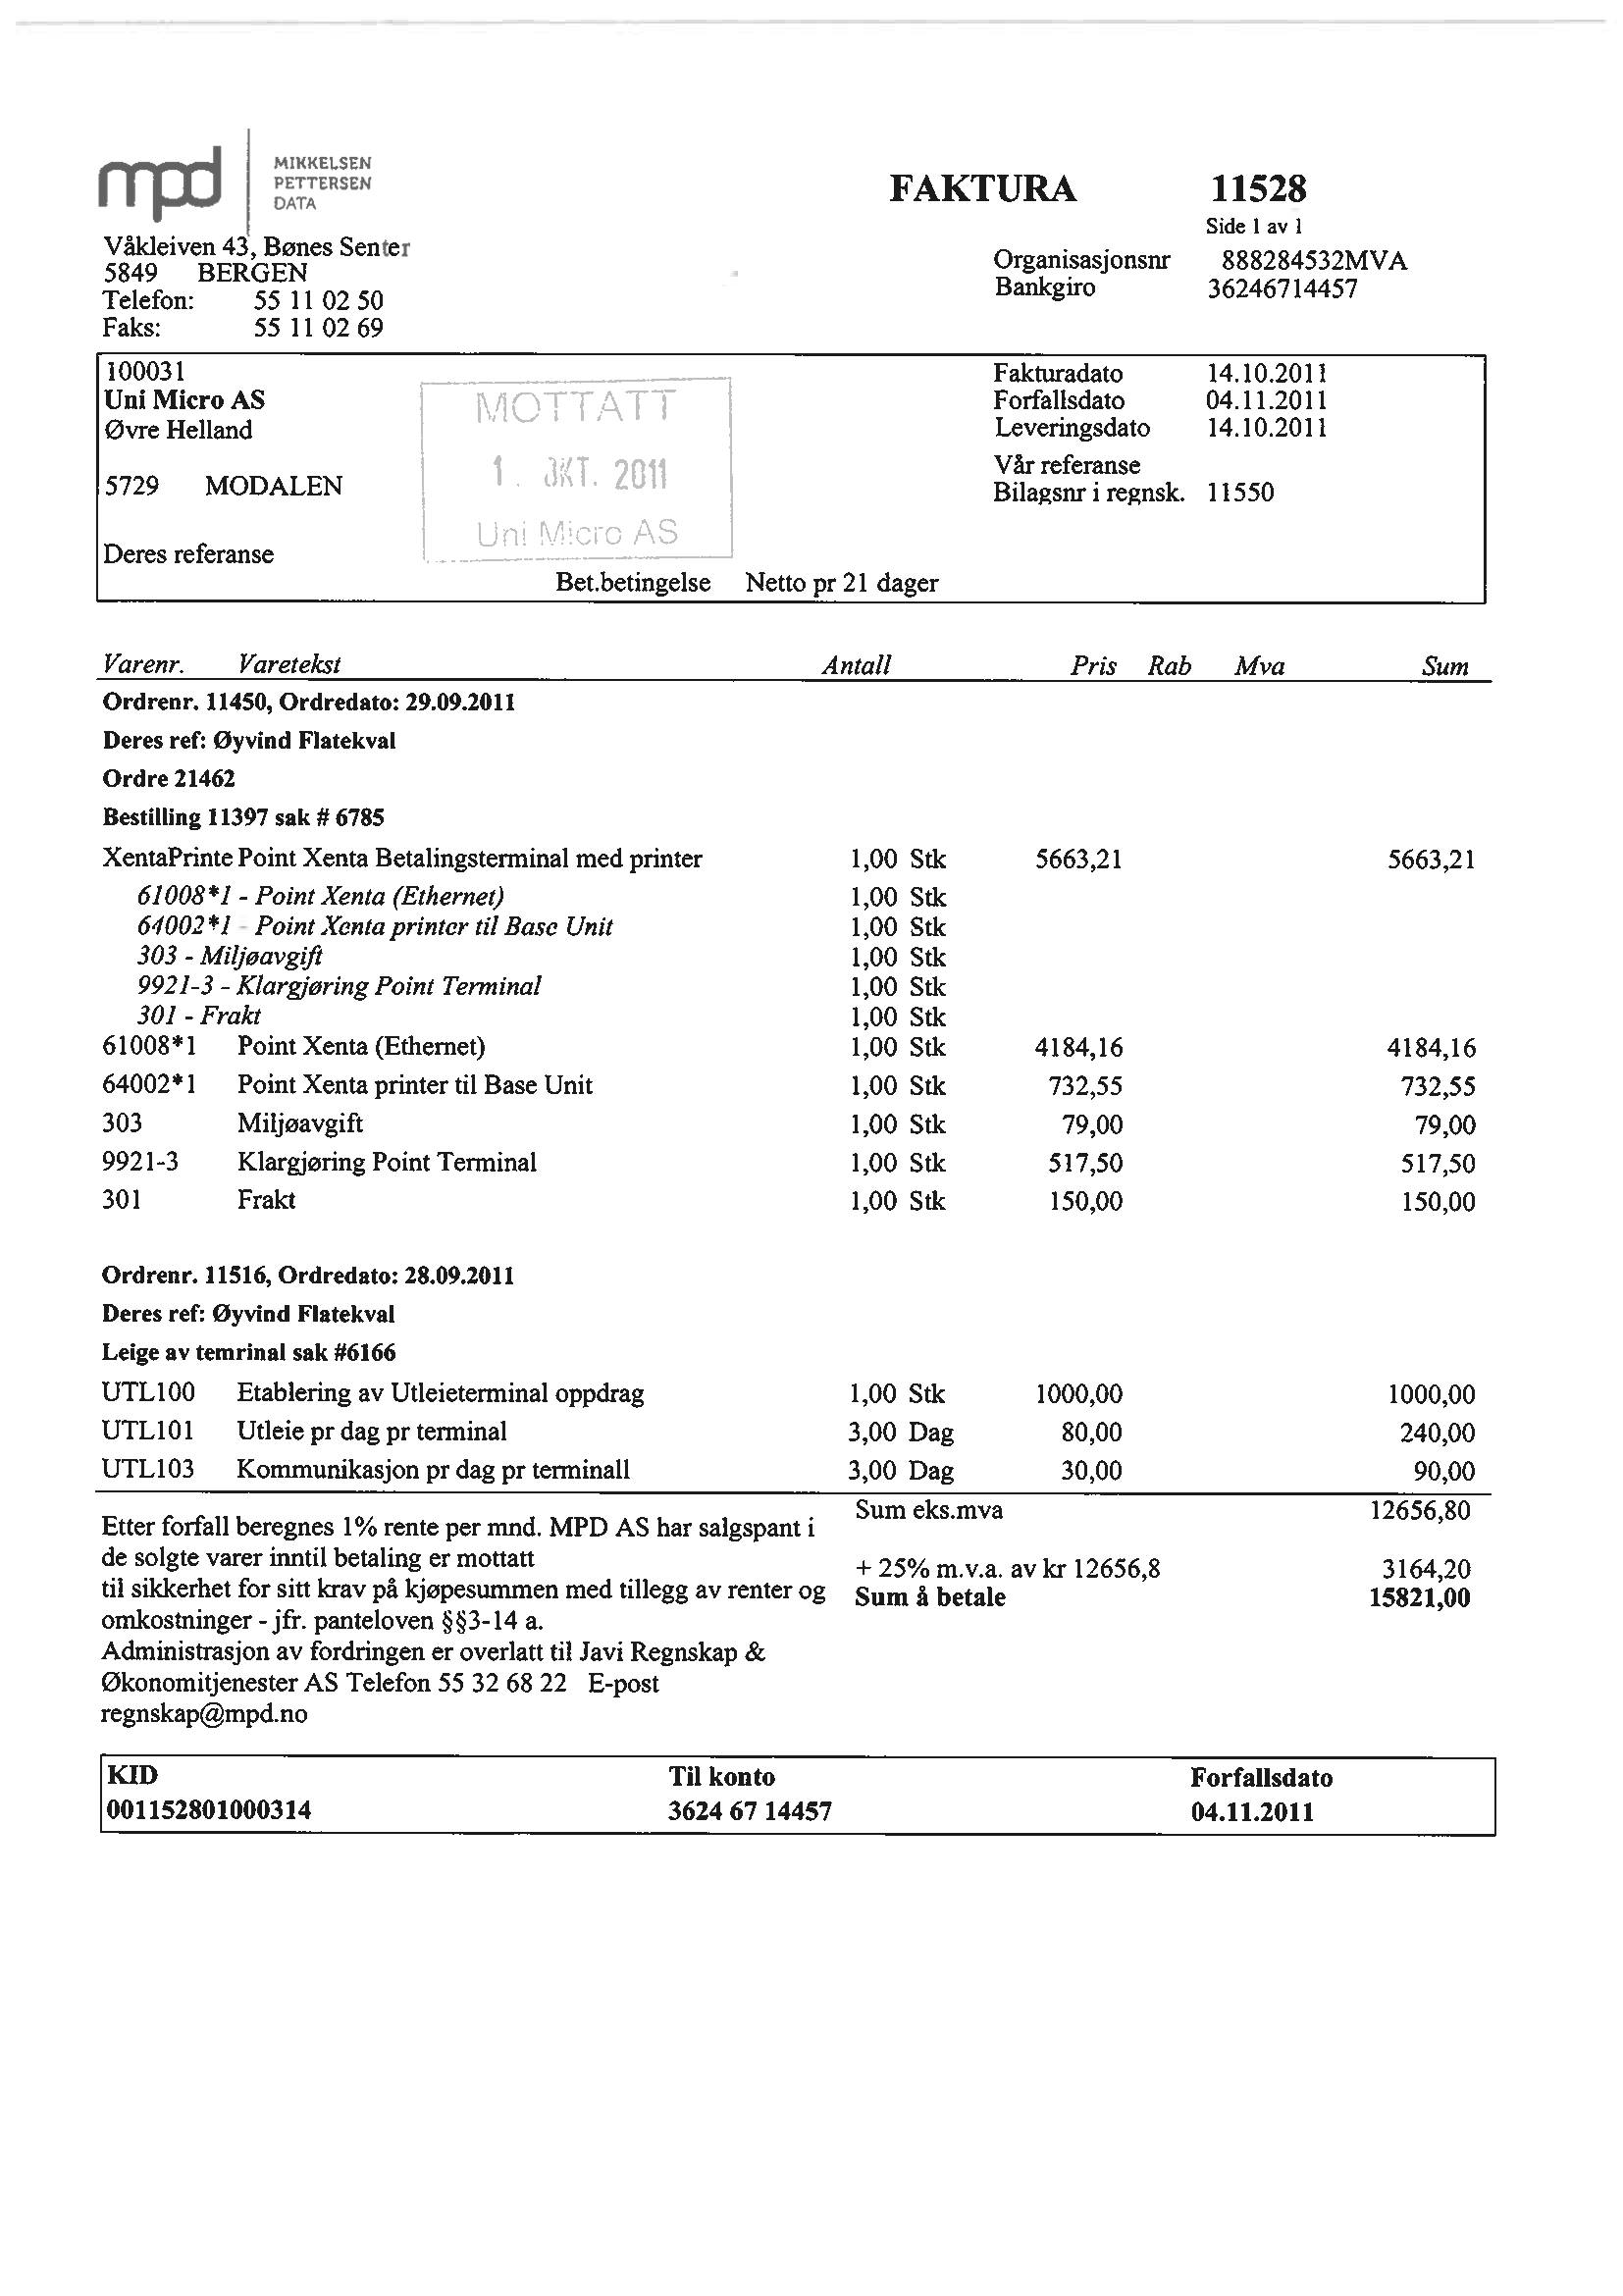 mpd
MIKKELSEN
PETTERSEN
DATA
FAKTURA 11528
Side 1 av 1
Våkleiven 43, Bønes Senter
5849 BERGEN
Telefon: 55 11 02 50
Faks: 55 11 02 69
Organisasjonsnr 888284532MVA
Bankgiro 36246714457
100031
Uni Micro AS
Øvre Helland
5729 MODALEN
Deres referanse
MOTTATT
1. OKT. 2011
Uni Micro AS
Fakturadato 14.10.2011
Forfallsdato 04.11.2011
Leveringsdato 14.10.2011
Vår referanse
Bilagsnr i regnsk. 11550
Bet.betingelse Netto pr 21 dager
Varenr. Varetekst Antall Pris Rab Mva Sum
Ordrenr. 11450, Ordredato: 29.09.2011
Deres ref: Øyvind Flatekval
Ordre 21462
Bestilling 11397 sak # 6785
XentaPrinte Point Xenta Betalingsterminal med printer 1,00 Stk 5663,21 5663,21
61008*1 - Point Xenta (Ethernet) 1,00 Stk
64002*1 - Point Xenta printer til Base Unit 1,00 Stk
303 - Miljøavgift 1,00 Stk
9921-3 - Klargjøring Point Terminal 1,00 Stk
301 - Frakt 1,00 Stk
61008*1 Point Xenta (Ethernet) 1,00 Stk 4184,16 4184,16
64002*1 Point Xenta printer til Base Unit 1,00 Stk 732,55 732,55
303 Miljøavgift 1,00 Stk 79,00 79,00
9921-3 Klargjøring Point Terminal 1,00 Stk 517,50 517,50
301 Frakt 1,00 Stk 150,00 150,00
Ordrenr. 11516, Ordredato: 28.09.2011
Deres ref: Øyvind Flatekval
Leige av temrinal sak #6166
UTL100 Etablering av Utleieterminal oppdrag 1,00 Stk 1000,00 1000,00
UTL101 Utleie pr dag pr terminal 3,00 Dag 80,00 240,00
UTL103 Kommunikasjon pr dag pr terminall 3,00 Dag 30,00 90,00
Etter forfall beregnes 1% rente per mnd. MPD AS har salgspant i
de solgte varer inntil betaling er mottatt
til sikkerhet for sitt krav på kjøpesummen med tillegg av renter og
omkostninger - jfr. panteloven §§3-14 a.
Administrasjon av fordringen er overlatt til Javi Regnskap &
Økonomitjenester AS Telefon 55 32 68 22 E-post
regnskap@mpd.no
Sum eks.mva 12656,80
+ 25% m.v.a. av kr 12656,8 3164,20
Sum å betale 15821,00
KID Til konto Forfallsdato
001152801000314 3624 67 14457 04.11.2011